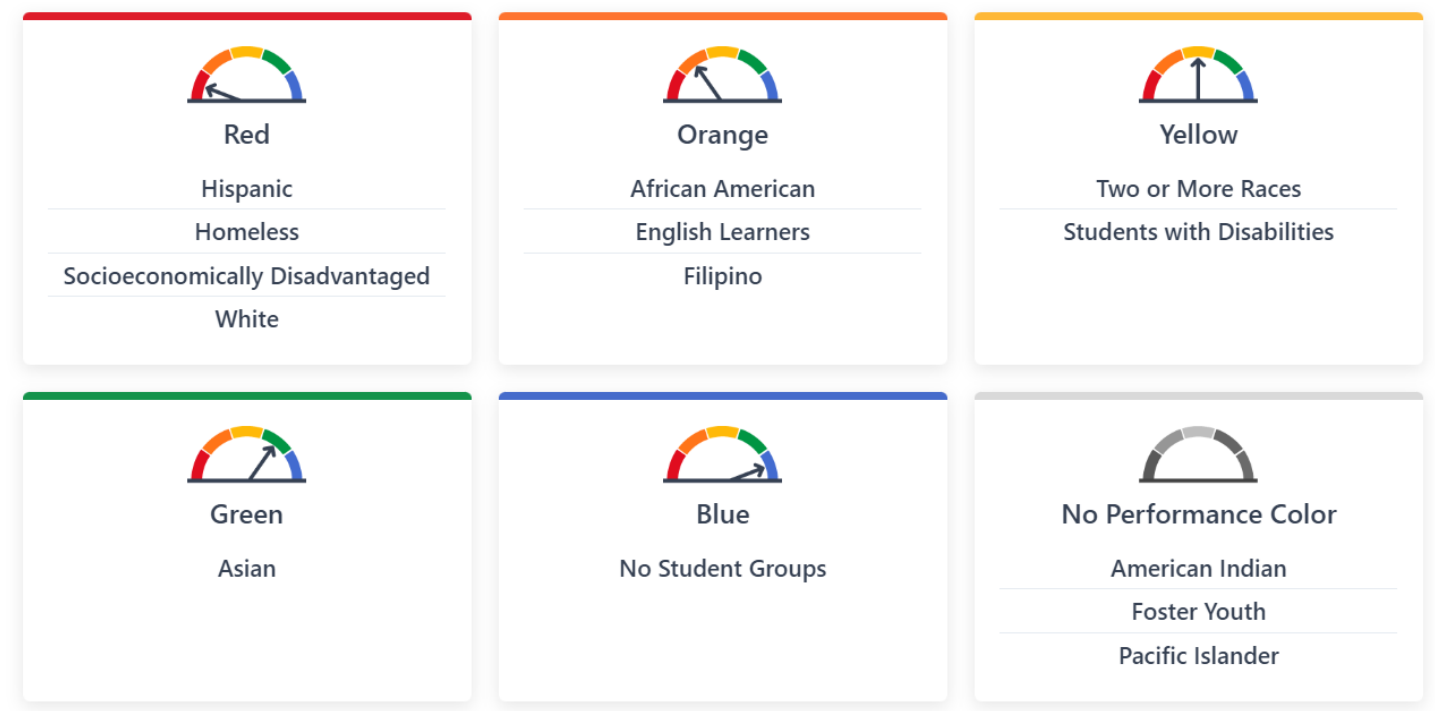 Red
Hispanic
Homeless
Socioeconomically Disadvantaged
White
Orange
African American
English Learners
Filipino
Yellow
Two or More Races
Students with Disabilities
Green
Asian
Blue
No Student Groups
No Performance Color
American Indian
Foster Youth
Pacific Islander